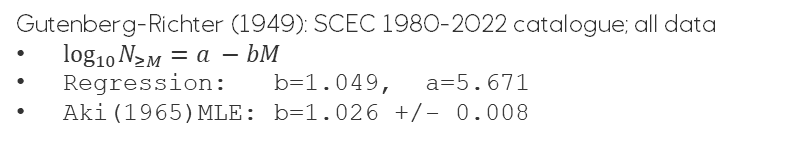 Gutenberg-Richter (1949): SCEC 1980-2022 catalogue; all data
• log₁₀ N≥M = a − bM
• Regression: b=1.049, a=5.671
• Aki(1965)MLE: b=1.026 +/- 0.008